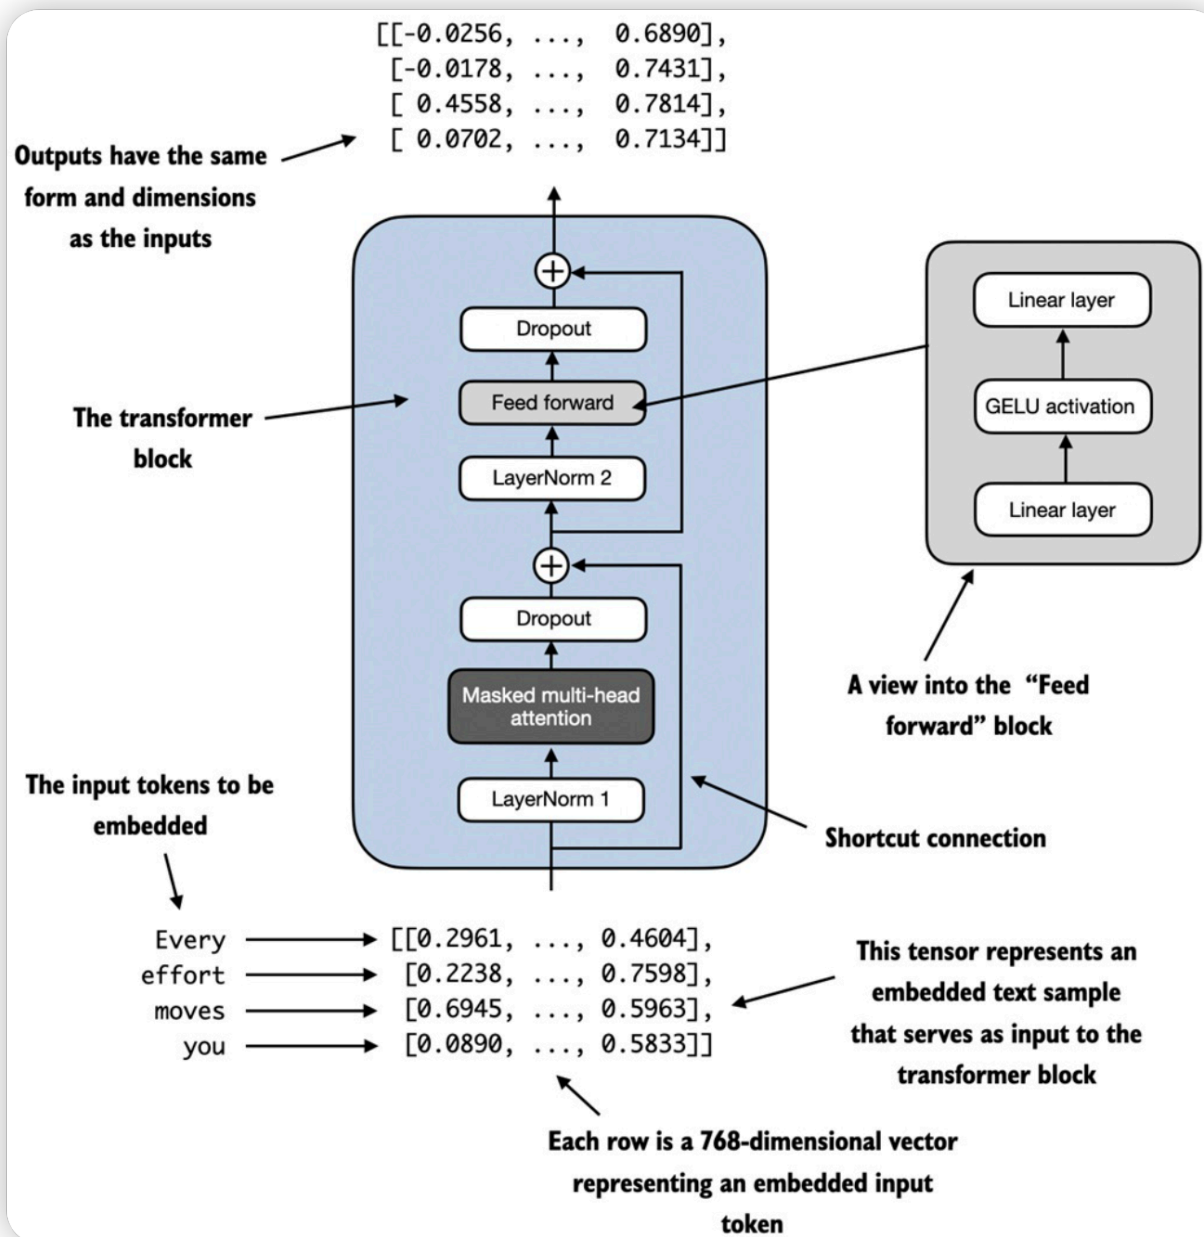 [[-0.0256, ..., 0.6890],
[-0.0178, ..., 0.7431],
[ 0.4558, ..., 0.7814],
[ 0.0702, ..., 0.7134]]
Outputs have the same
form and dimensions
as the inputs
Dropout
Feed forward
LayerNorm 2
Dropout
Masked multi-head
attention
LayerNorm 1
The transformer
block
Linear layer
GELU activation
Linear layer
A view into the “Feed
forward” block
Shortcut connection
The input tokens to be
embedded
Every [[0.2961, ..., 0.4604],
effort [0.2238, ..., 0.7598],
moves [0.6945, ..., 0.5963],
you [0.0890, ..., 0.5833]]
This tensor represents an
embedded text sample
that serves as input to the
transformer block
Each row is a 768-dimensional vector
representing an embedded input
token